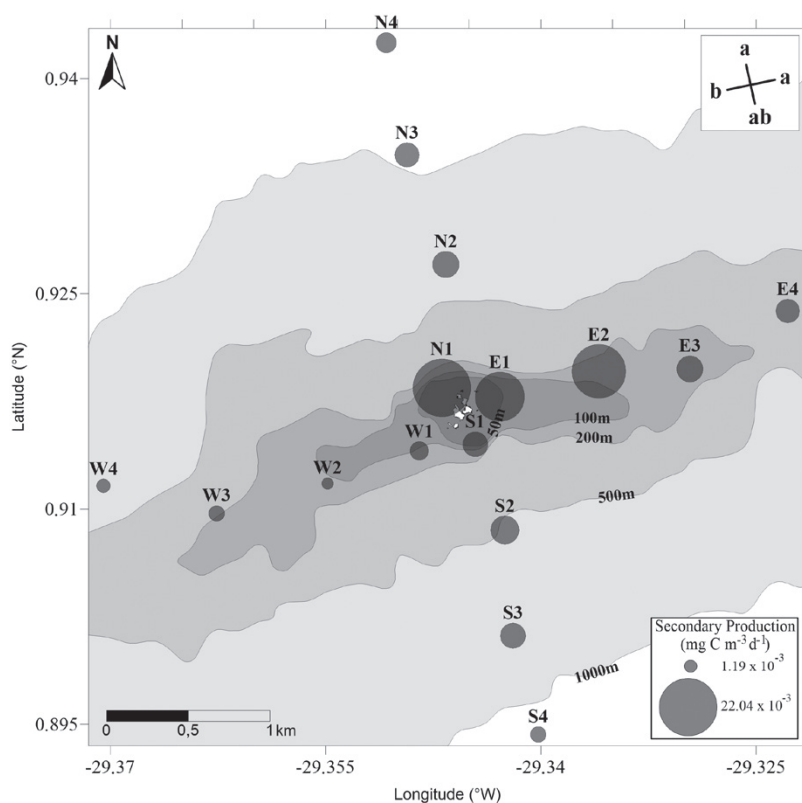 N4
N
a
b a
ab
0.94
N3
N2
0.925
E4
N1 E1 E2 E3
S1
50m
100m
200m
W1
W2
W3
W4
0.91
S2
500m
S3
Secondary Production
(mg C m⁻³ d⁻¹)
1.19 x 10⁻³
22.04 x 10⁻³
1000m
0 0,5 1 km
S4
0.895
-29.37 -29.355 -29.34 -29.325
Longitude (°W)
Latitude (°N)